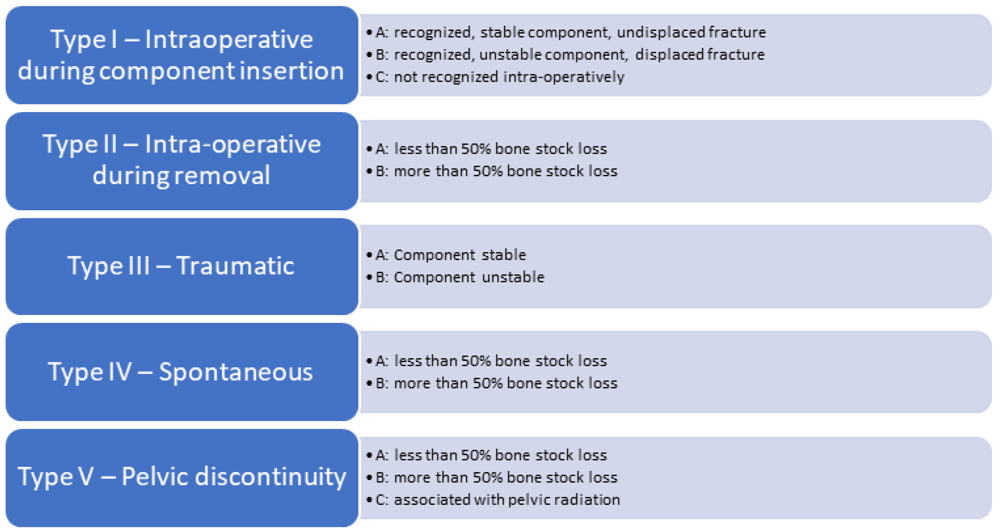 Type I – Intraoperative
during component insertion
• A: recognized, stable component, undisplaced fracture
• B: recognized, unstable component, displaced fracture
• C: not recognized intra-operatively
Type II – Intra-operative
during removal
• A: less than 50% bone stock loss
• B: more than 50% bone stock loss
Type III – Traumatic
• A: Component stable
• B: Component unstable
Type IV – Spontaneous
• A: less than 50% bone stock loss
• B: more than 50% bone stock loss
Type V – Pelvic discontinuity
• A: less than 50% bone stock loss
• B: more than 50% bone stock loss
• C: associated with pelvic radiation